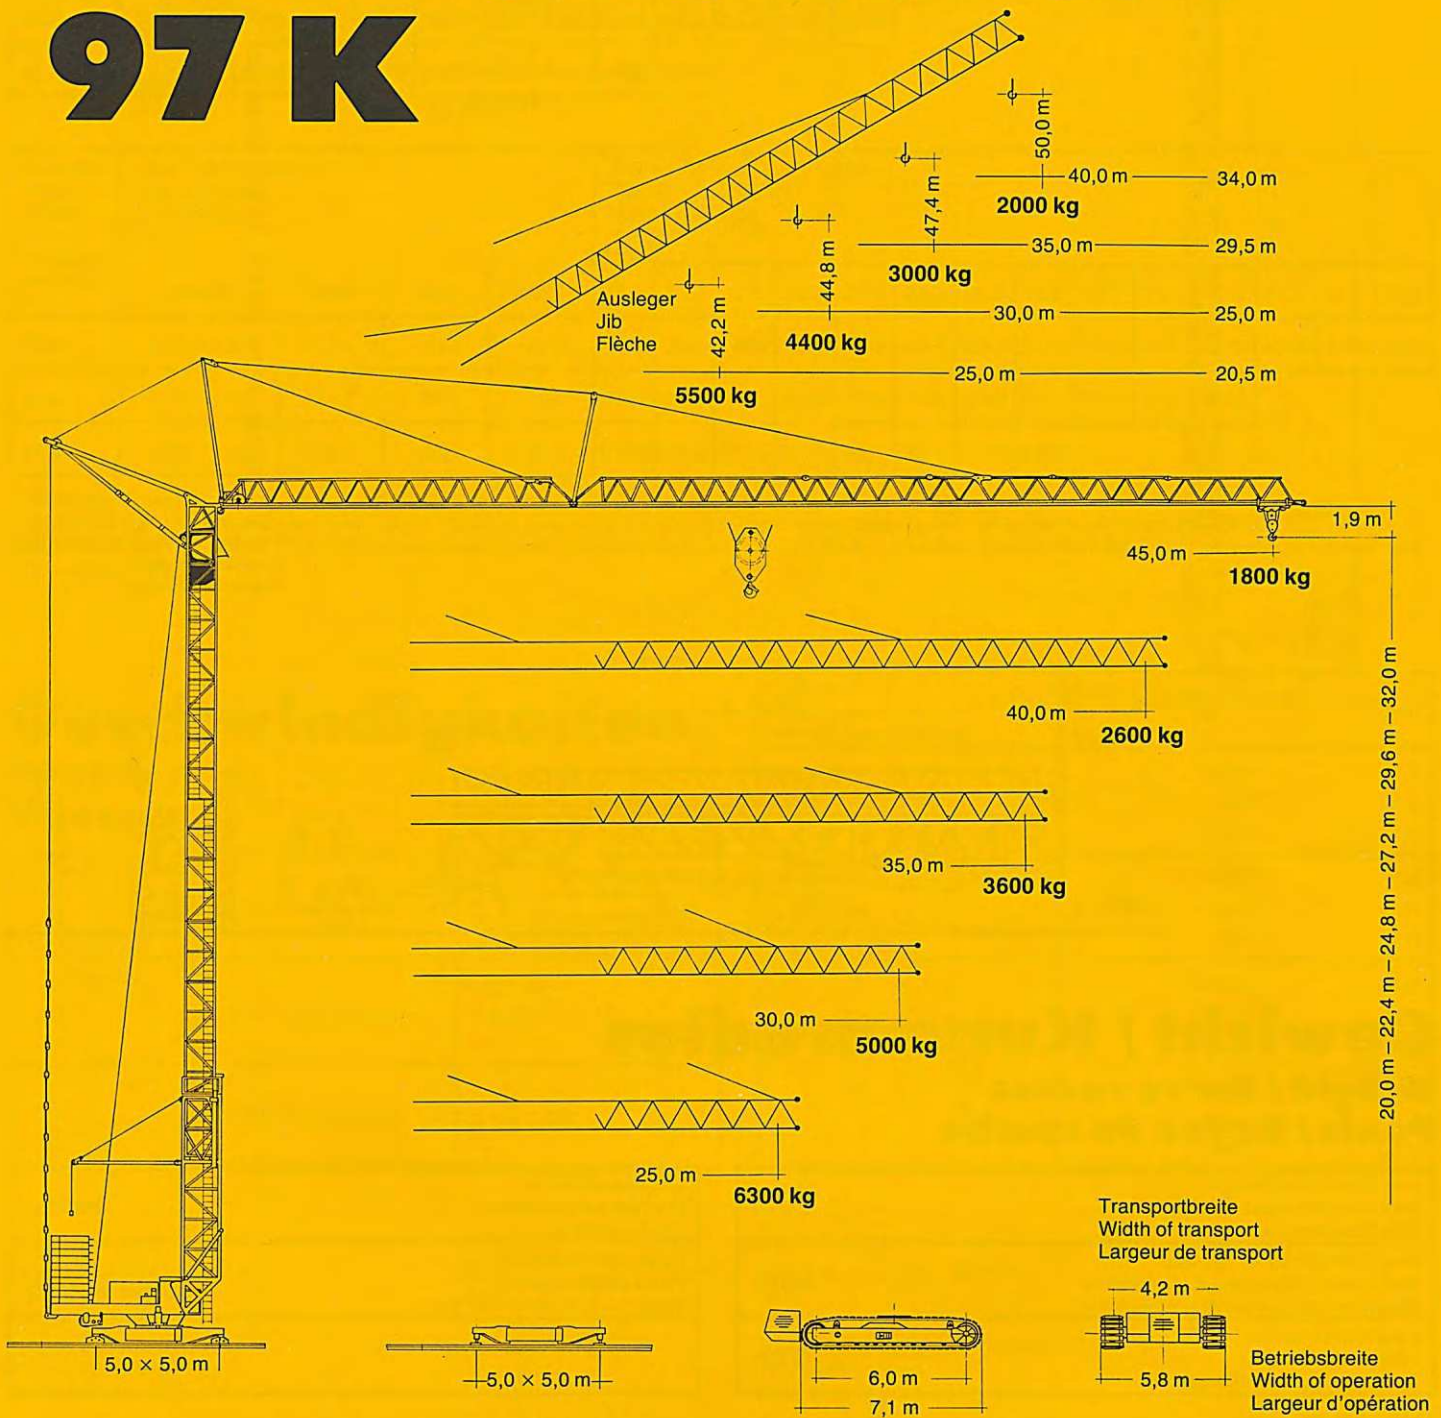 97 K
50,0 m
40,0 m 34,0 m
2000 kg
47,4 m
35,0 m 29,5 m
3000 kg
44,8 m
30,0 m 25,0 m
4400 kg
Ausleger
Jib
Flèche
42,2 m
25,0 m 20,5 m
5500 kg
1,9 m
45,0 m
1800 kg
40,0 m
2600 kg
35,0 m
3600 kg
30,0 m
5000 kg
25,0 m
6300 kg
20,0 m – 22,4 m – 24,8 m – 27,2 m – 29,6 m – 32,0 m
Transportbreite
Width of transport
Largeur de transport
4,2 m
5,0 × 5,0 m
5,0 × 5,0 m
6,0 m
7,1 m
5,8 m
Betriebsbreite
Width of operation
Largeur d'opération